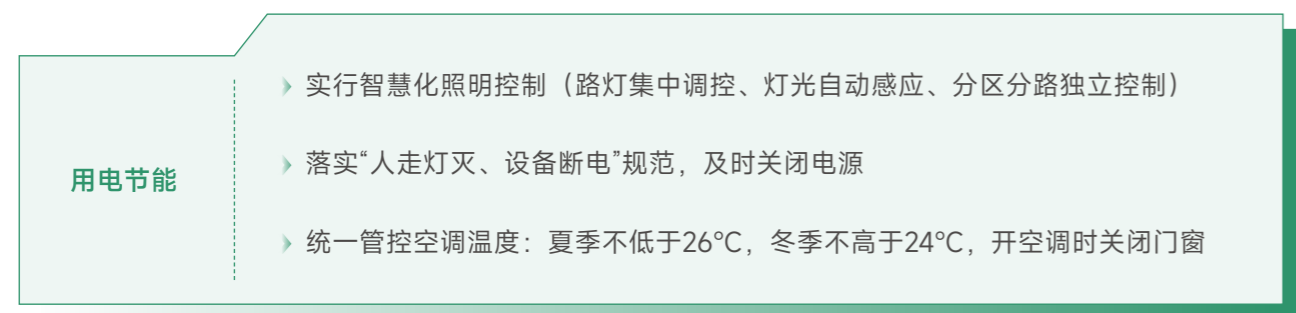 用电节能
实行智慧化照明控制（路灯集中调控、灯光自动感应、分区分路独立控制）
落实“人走灯灭、设备断电”规范，及时关闭电源
统一管控空调温度：夏季不低于26℃，冬季不高于24℃，开空调时关闭门窗